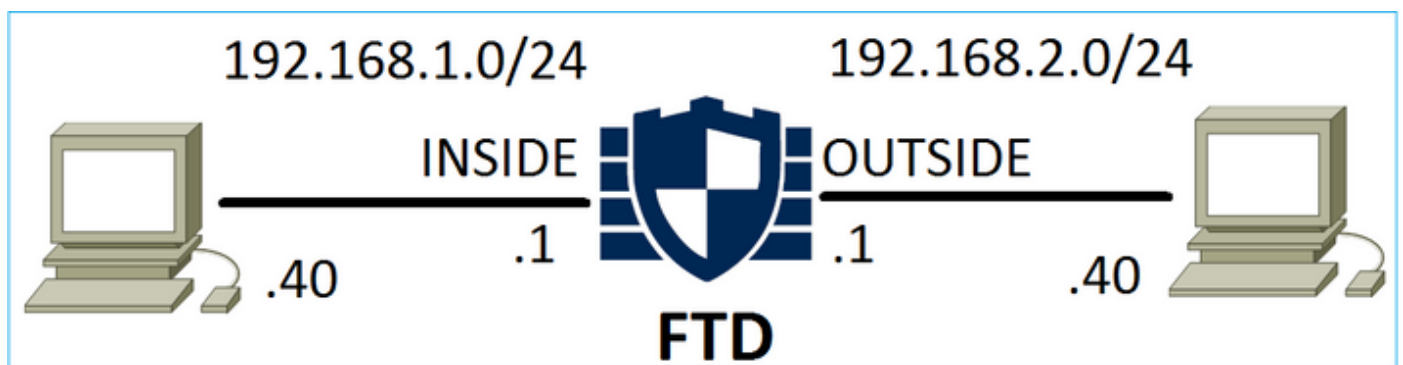 192.168.1.0/24
192.168.2.0/24
INSIDE
OUTSIDE
.40
.1
.1
.40
FTD